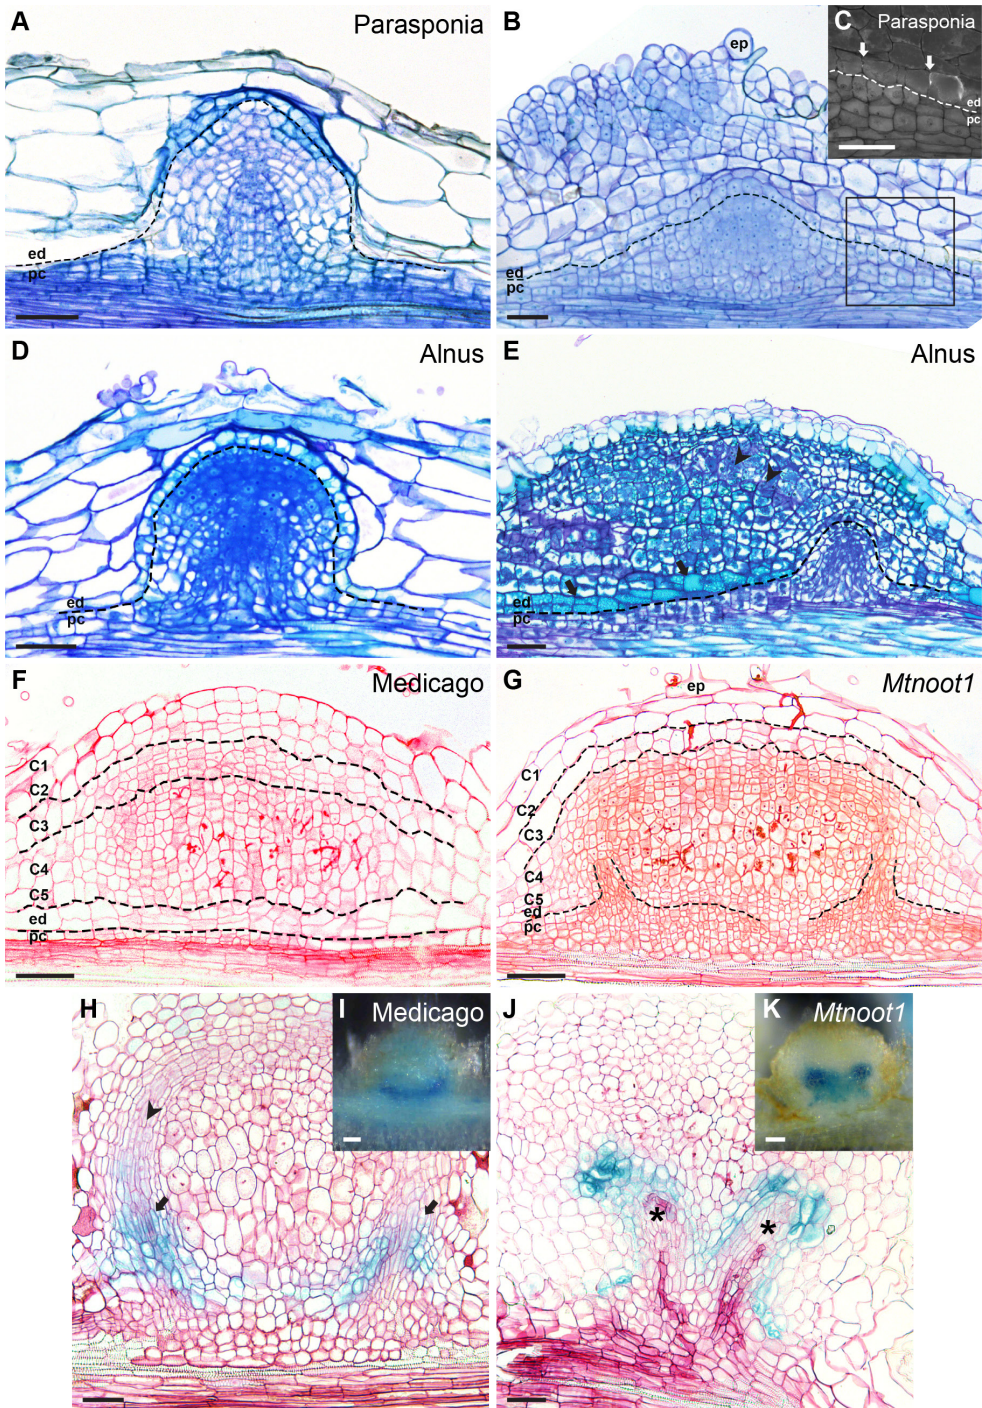 A
Parasponia
ed
pc
B
ep
ed
pc
C
Parasponia
ed
pc
D
Alnus
ed
pc
E
Alnus
ed
pc
F
Medicago
C1
C2
C3
C4
C5
ed
pc
G
Mtnoot1
ep
C1
C2
C3
C4
C5
ed
pc
H
I
Medicago
J
*
*
K
Mtnoot1